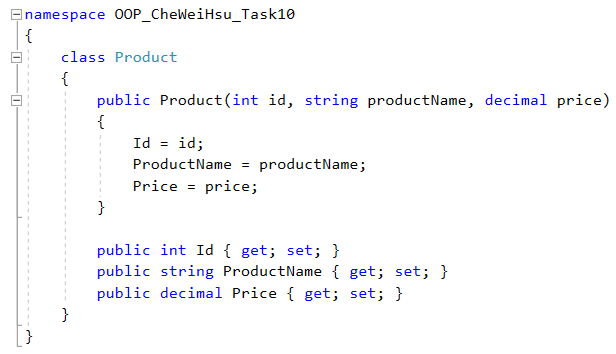 namespace OOP_CheWeiHsu_Task10
{
    class Product
    {
        public Product(int id, string productName, decimal price)
        {
            Id = id;
            ProductName = productName;
            Price = price;
        }

        public int Id { get; set; }
        public string ProductName { get; set; }
        public decimal Price { get; set; }
    }
}